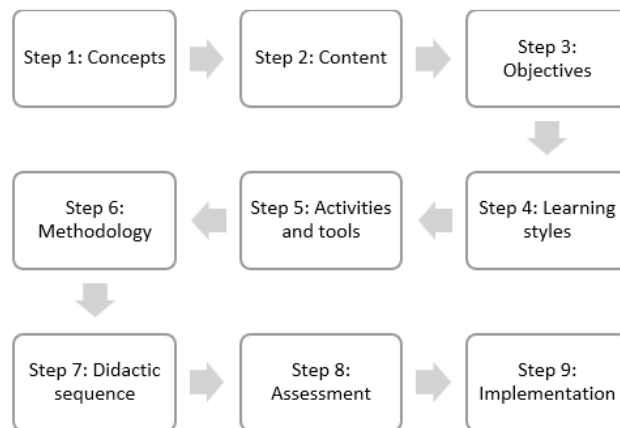 Step 1: Concepts
Step 2: Content
Step 3:
Objectives
Step 4: Learning
styles
Step 5: Activities
and tools
Step 6:
Methodology
Step 7: Didactic
sequence
Step 8:
Assessment
Step 9:
Implementation